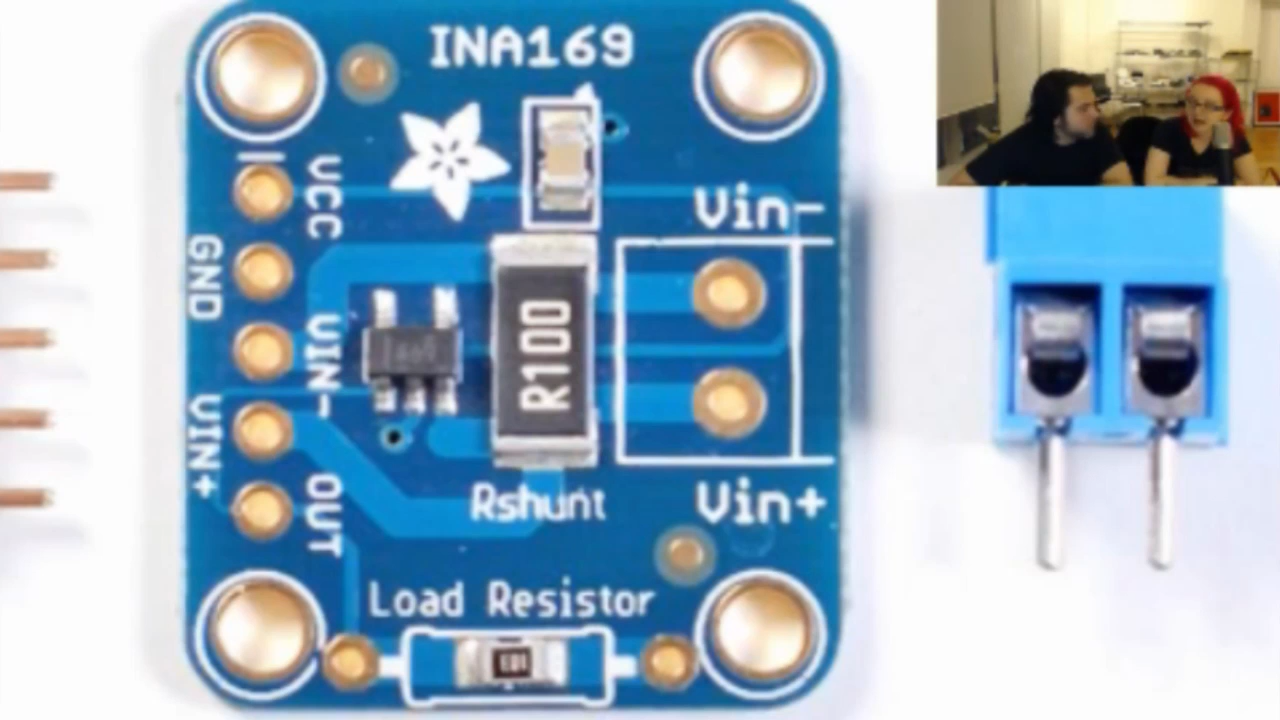 INA169
VCC
GND
VIN-
VIN+
OUT
Vin-
R100
Rshunt
Vin+
Load Resistor